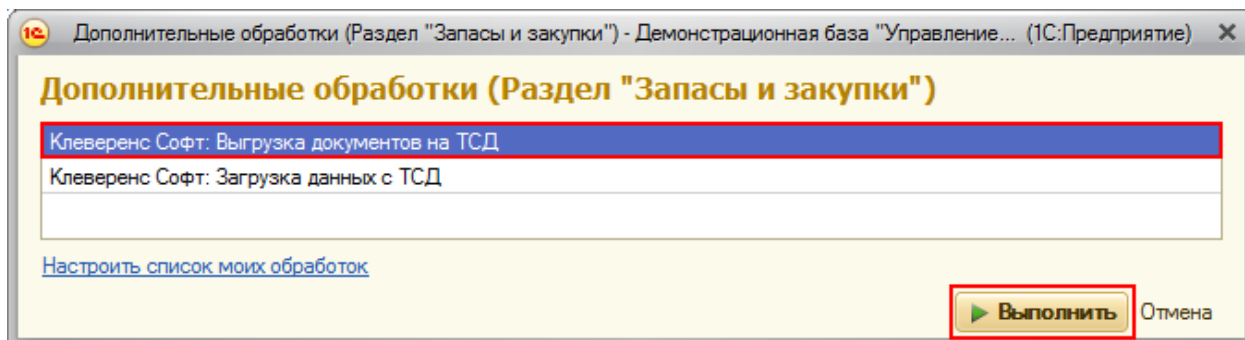 1С Дополнительные обработки (Раздел "Запасы и закупки") - Демонстрационная база "Управление... (1С:Предприятие)
Дополнительные обработки (Раздел "Запасы и закупки")
Клеверенс Софт: Выгрузка документов на ТСД
Клеверенс Софт: Загрузка данных с ТСД
Настроить список моих обработок
Выполнить Отмена